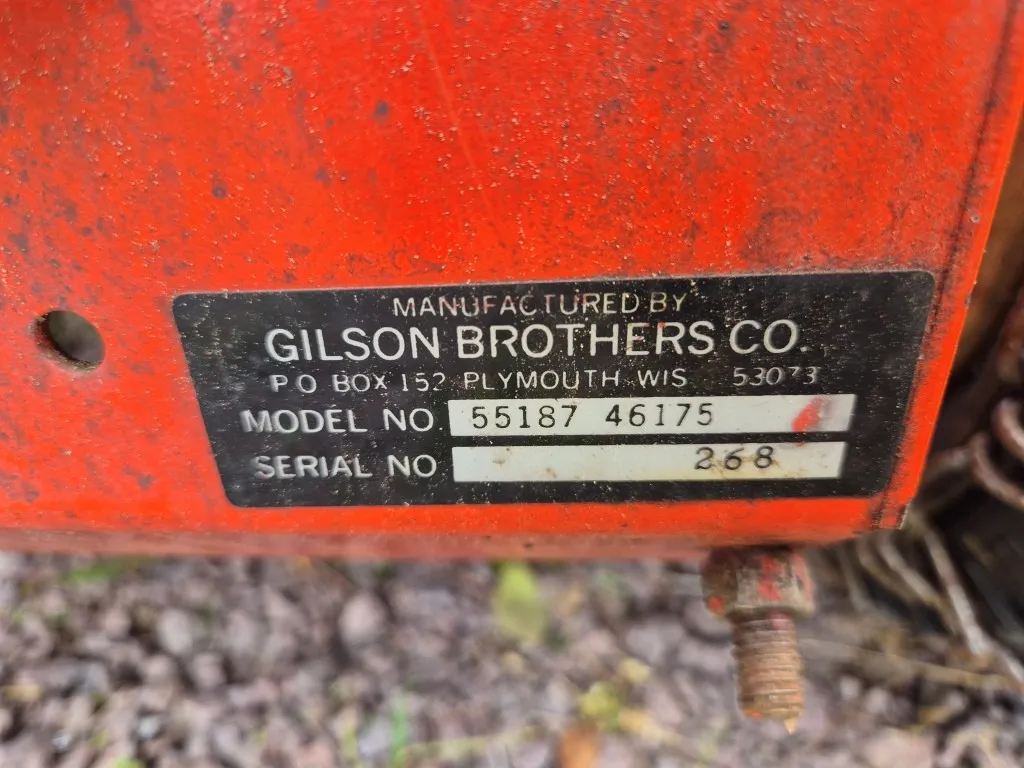 MANUFACTURED BY
GILSON BROTHERS CO.
P O BOX 152 PLYMOUTH WIS 53073
MODEL NO. 55187 46175
SERIAL NO 268